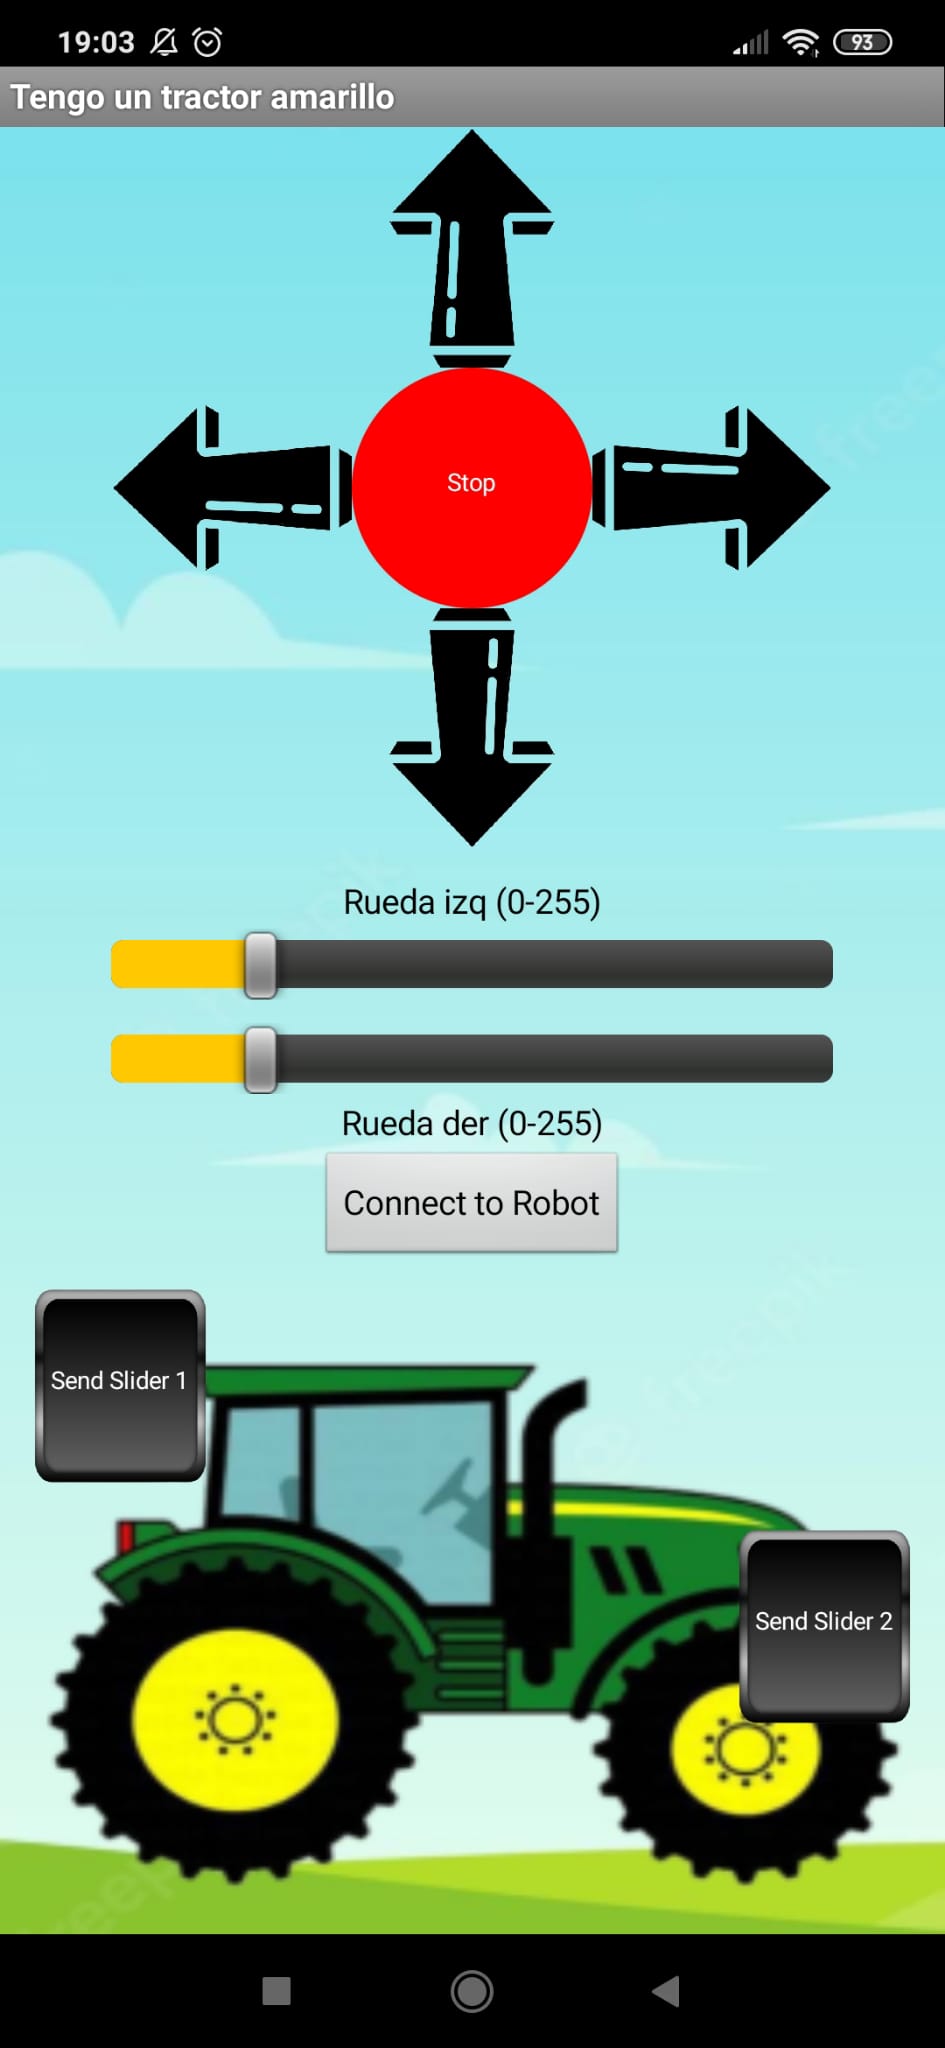 19:03
93
Tengo un tractor amarillo
Stop
Rueda izq (0-255)
Rueda der (0-255)
Connect to Robot
Send Slider 1
Send Slider 2
freepik